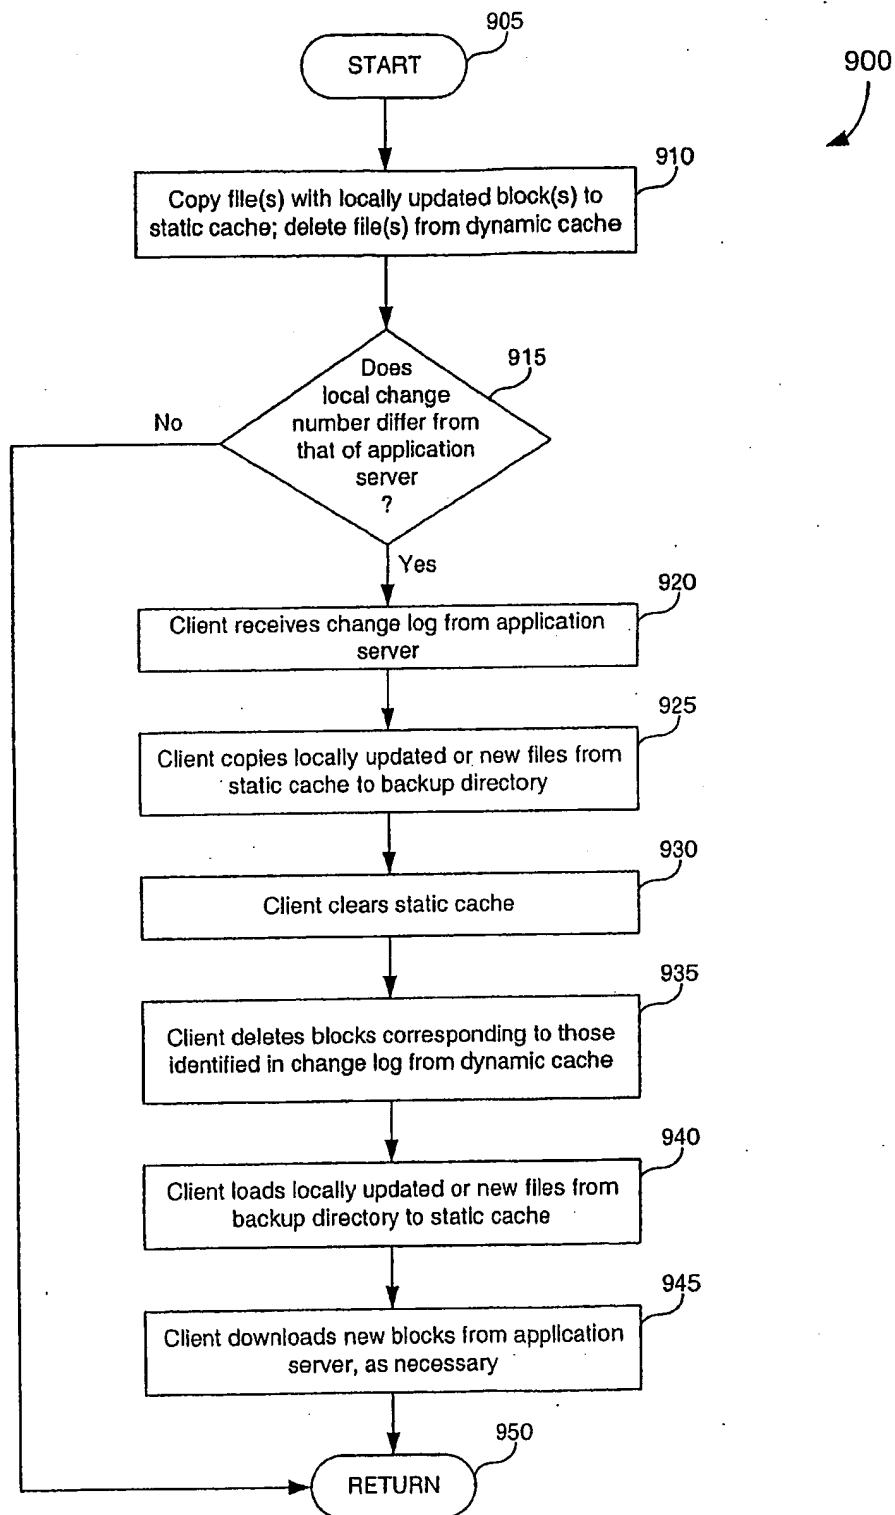 905
START
900
910
Copy file(s) with locally updated block(s) to
static cache; delete file(s) from dynamic cache
915
Does
local change
number differ from
that of application
server
?
No
Yes
920
Client receives change log from application
server
925
Client copies locally updated or new files from
static cache to backup directory
930
Client clears static cache
935
Client deletes blocks corresponding to those
identified in change log from dynamic cache
940
Client loads locally updated or new files from
backup directory to static cache
945
Client downloads new blocks from application
server, as necessary
950
RETURN